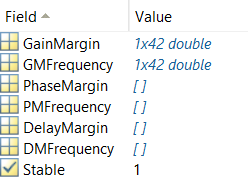 Field Value
GainMargin 1x42 double
GMFrequency 1x42 double
PhaseMargin []
PMFrequency []
DelayMargin []
DMFrequency []
Stable 1